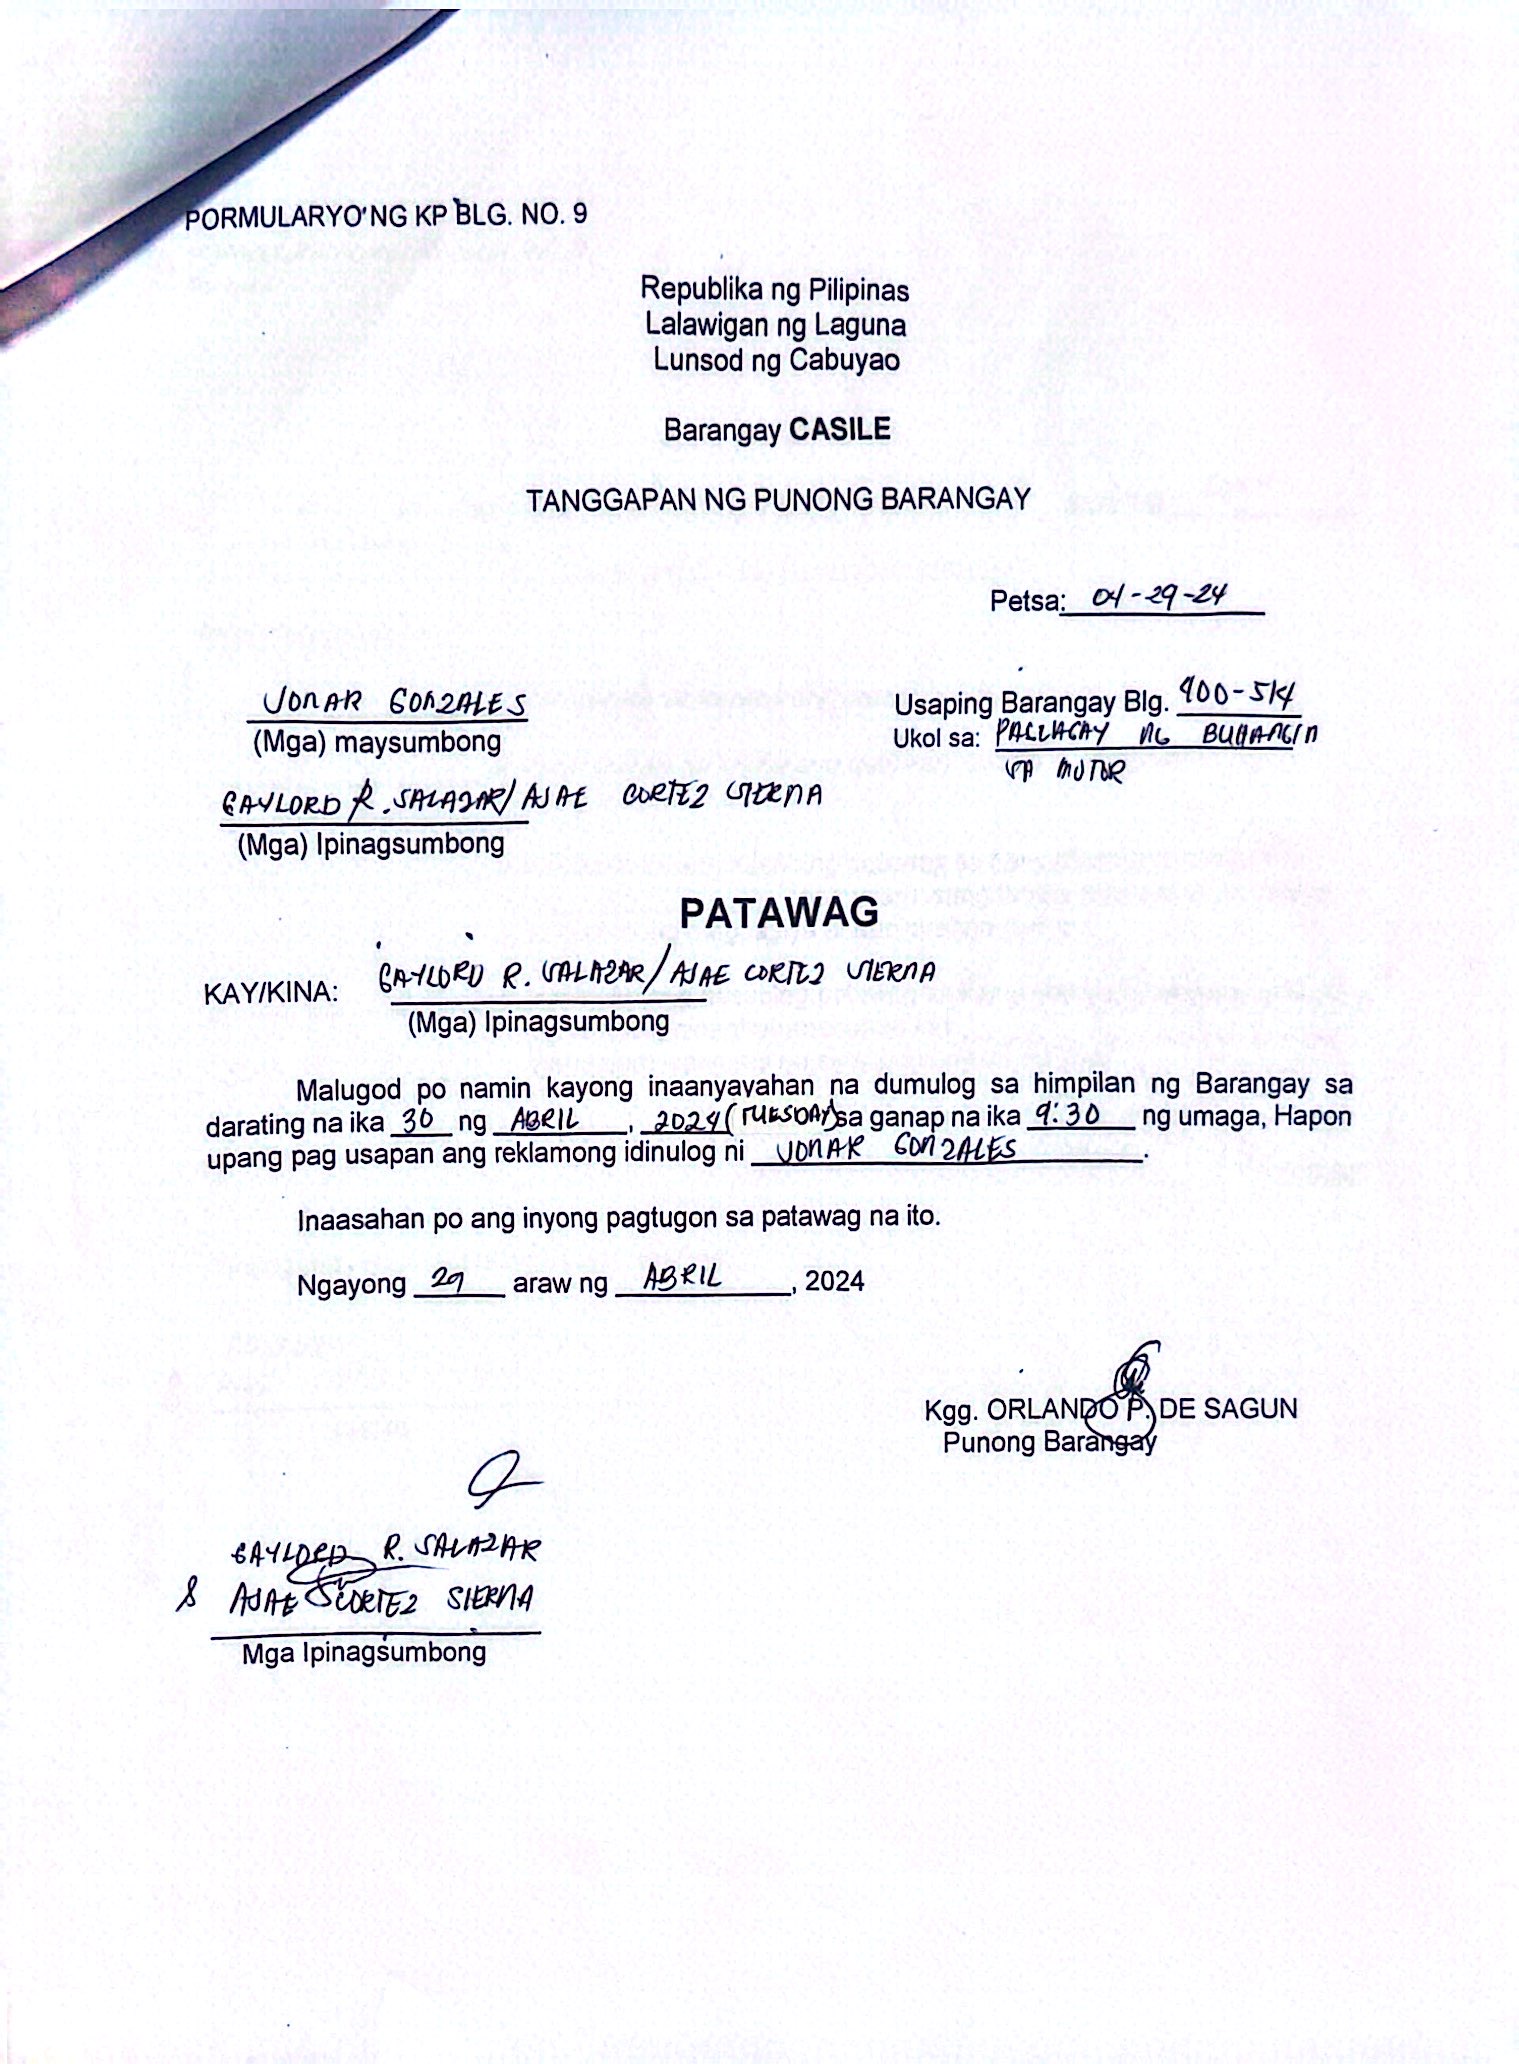 PORMULARYO NG KP BLG. NO. 9
Republika ng Pilipinas
Lalawigan ng Laguna
Lunsod ng Cabuyao
Barangay CASILE
TANGGAPAN NG PUNONG BARANGAY
Petsa: 04-29-24
JONAR GONZALES
(Mga) maysumbong
Usaping Barangay Blg. 400-514
Ukol sa: PAGLAGAY NG BUHANGIN
SA MOTOR
GAYLORD R. SALAZAR/AJAE CORTEZ SIERNA
(Mga) Ipinagsumbong
PATAWAG
KAY/KINA: GAYLORD R. SALAZAR/AJAE CORTEZ SIERNA
(Mga) Ipinagsumbong
Malugod po namin kayong inaanyayahan na dumulog sa himpilan ng Barangay sa
darating na ika 30 ng ABRIL, 2024 (TUESDAY) sa ganap na ika 9:30 ng umaga, Hapon
upang pag usapan ang reklamong idinulog ni JONAR GONZALES.
Inaasahan po ang inyong pagtugon sa patawag na ito.
Ngayong 29 araw ng ABRIL, 2024
Kgg. ORLANDO P. DE SAGUN
Punong Barangay
GAYLORD R. SALAZAR
& AJAE CORTEZ SIERNA
Mga Ipinagsumbong